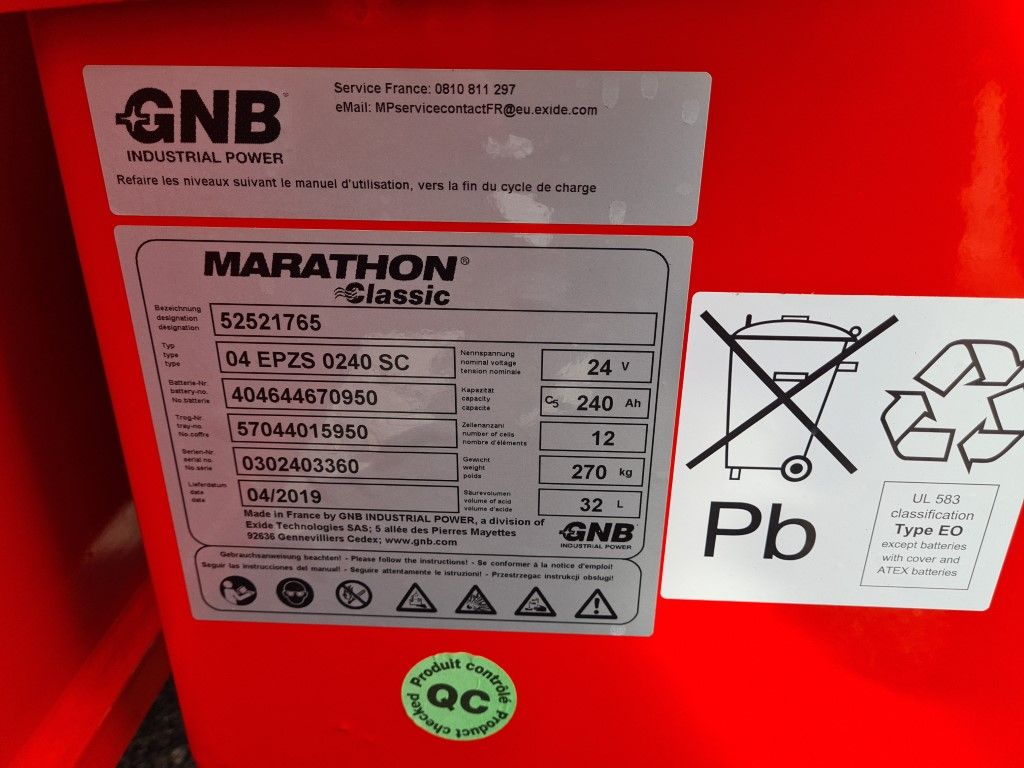 GNB
INDUSTRIAL POWER
Service France: 0810 811 297
eMail: MPservicecontactFR@eu.exide.com
Refaire les niveaux suivant le manuel d'utilisation, vers la fin du cycle de charge
MARATHON®
Classic
Bezeichnung
designation
désignation
52521765
Typ
type
type
04 EPZS 0240 SC
Nennspannung
nominal voltage
tension nominale
24 V
Batterie-Nr.
battery-no.
No.batterie
404644670950
Kapazität
capacity
capacite
C5 240 Ah
Trog-Nr.
tray-no.
No.coffre
57044015950
Zellenanzahl
number of cells
nombre d'éléments
12
Serien-Nr.
serial no.
No.série
0302403360
Gewicht
weight
poids
270 kg
Lieferdatum
date
date
04/2019
Säurevolumen
volume of acid
volume d'acide
32 L
Made in France by GNB INDUSTRIAL POWER, a division of
Exide Technologies SAS; 5 allée des Pierres Mayettes
92636 Gennevilliers Cedex; www.gnb.com
GNB
INDUSTRIAL POWER
Gebrauchsanweisung beachten! - Please follow the instructions! - Se conformer à la notice d'emploi!
Seguir las instrucciones del manual! - Seguire attentamente le istruzioni! - Przestrzegac instrukcji obslugi!
Pb
UL 583
classification
Type EO
except batteries
with cover and
ATEX batteries
Produit contrôlé
QC
Product checked